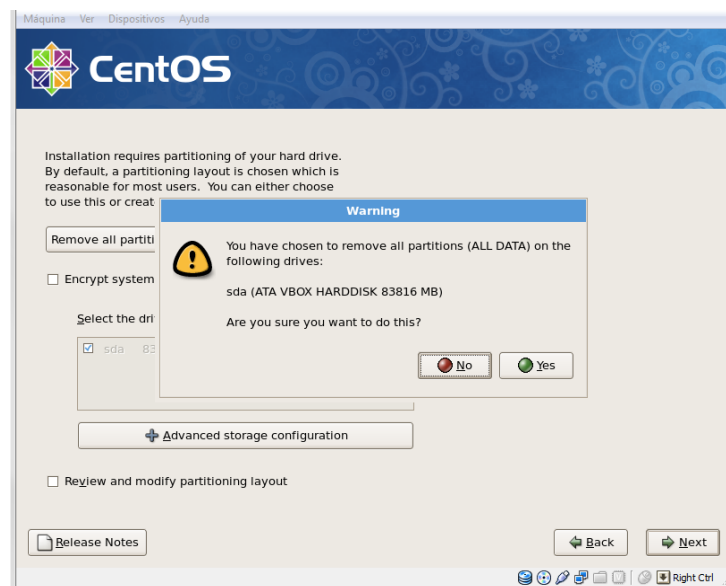 Máquina Ver Dispositivos Ayuda
CentOS
Installation requires partitioning of your hard drive.
By default, a partitioning layout is chosen which is
reasonable for most users. You can either choose
to use this or creat
Warning
You have chosen to remove all partitions (ALL DATA) on the
following drives:
sda (ATA VBOX HARDDISK 83816 MB)
Are you sure you want to do this?
No Yes
Remove all partiti
Encrypt system
Select the dri
sda 83
Advanced storage configuration
Review and modify partitioning layout
Release Notes Back Next
Right Ctrl